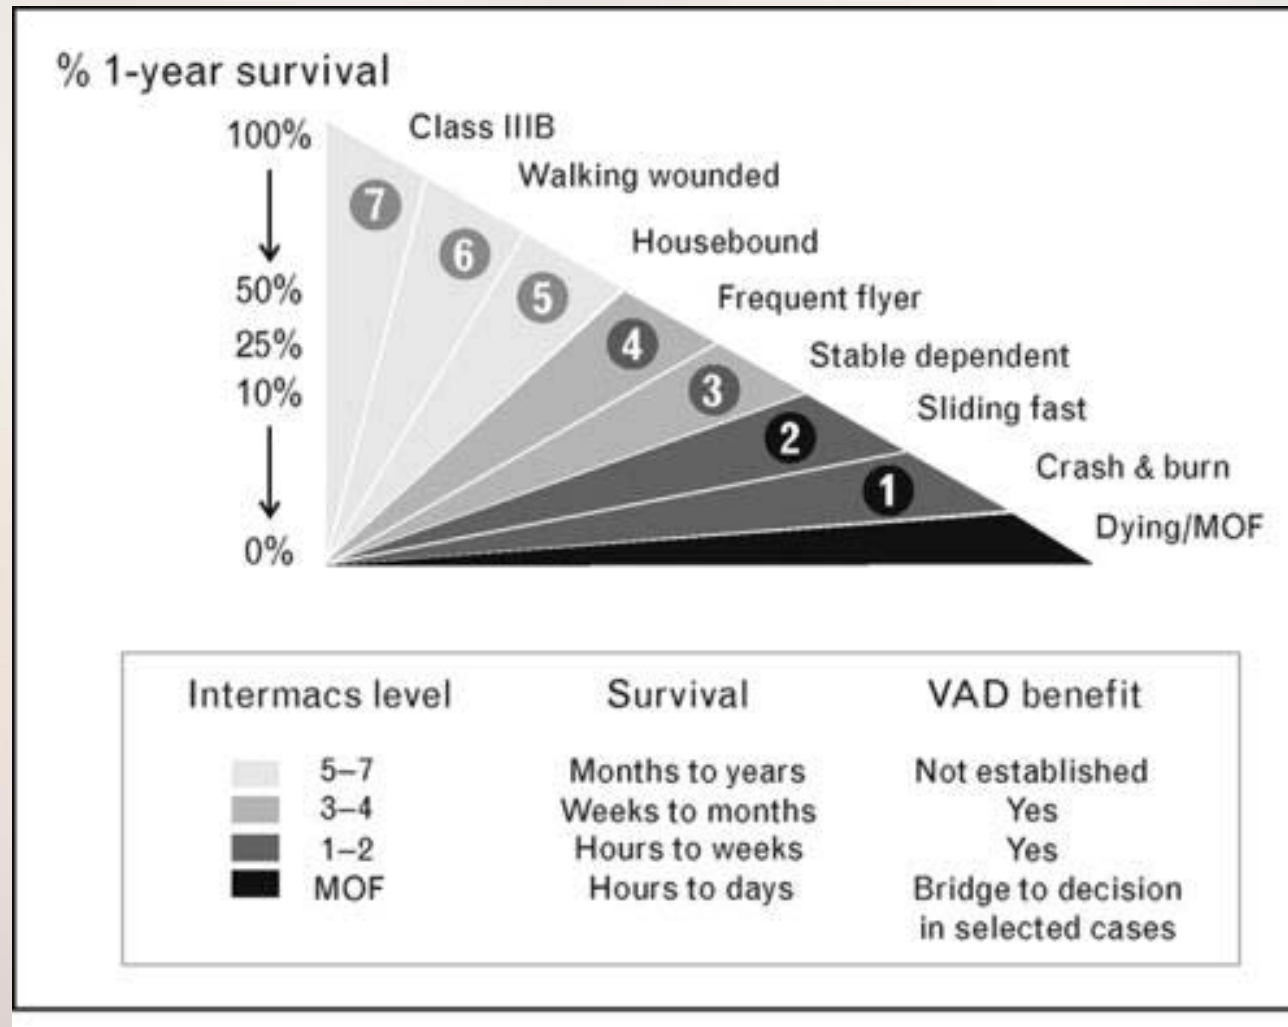 % 1-year survival
100%
50%
25%
10%
0%
Class IIIB
Walking wounded
Housebound
Frequent flyer
Stable dependent
Sliding fast
Crash & burn
Dying/MOF
7
6
5
4
3
2
1
Intermacs level Survival VAD benefit
5–7 Months to years Not established
3–4 Weeks to months Yes
1–2 Hours to weeks Yes
MOF Hours to days Bridge to decision
in selected cases